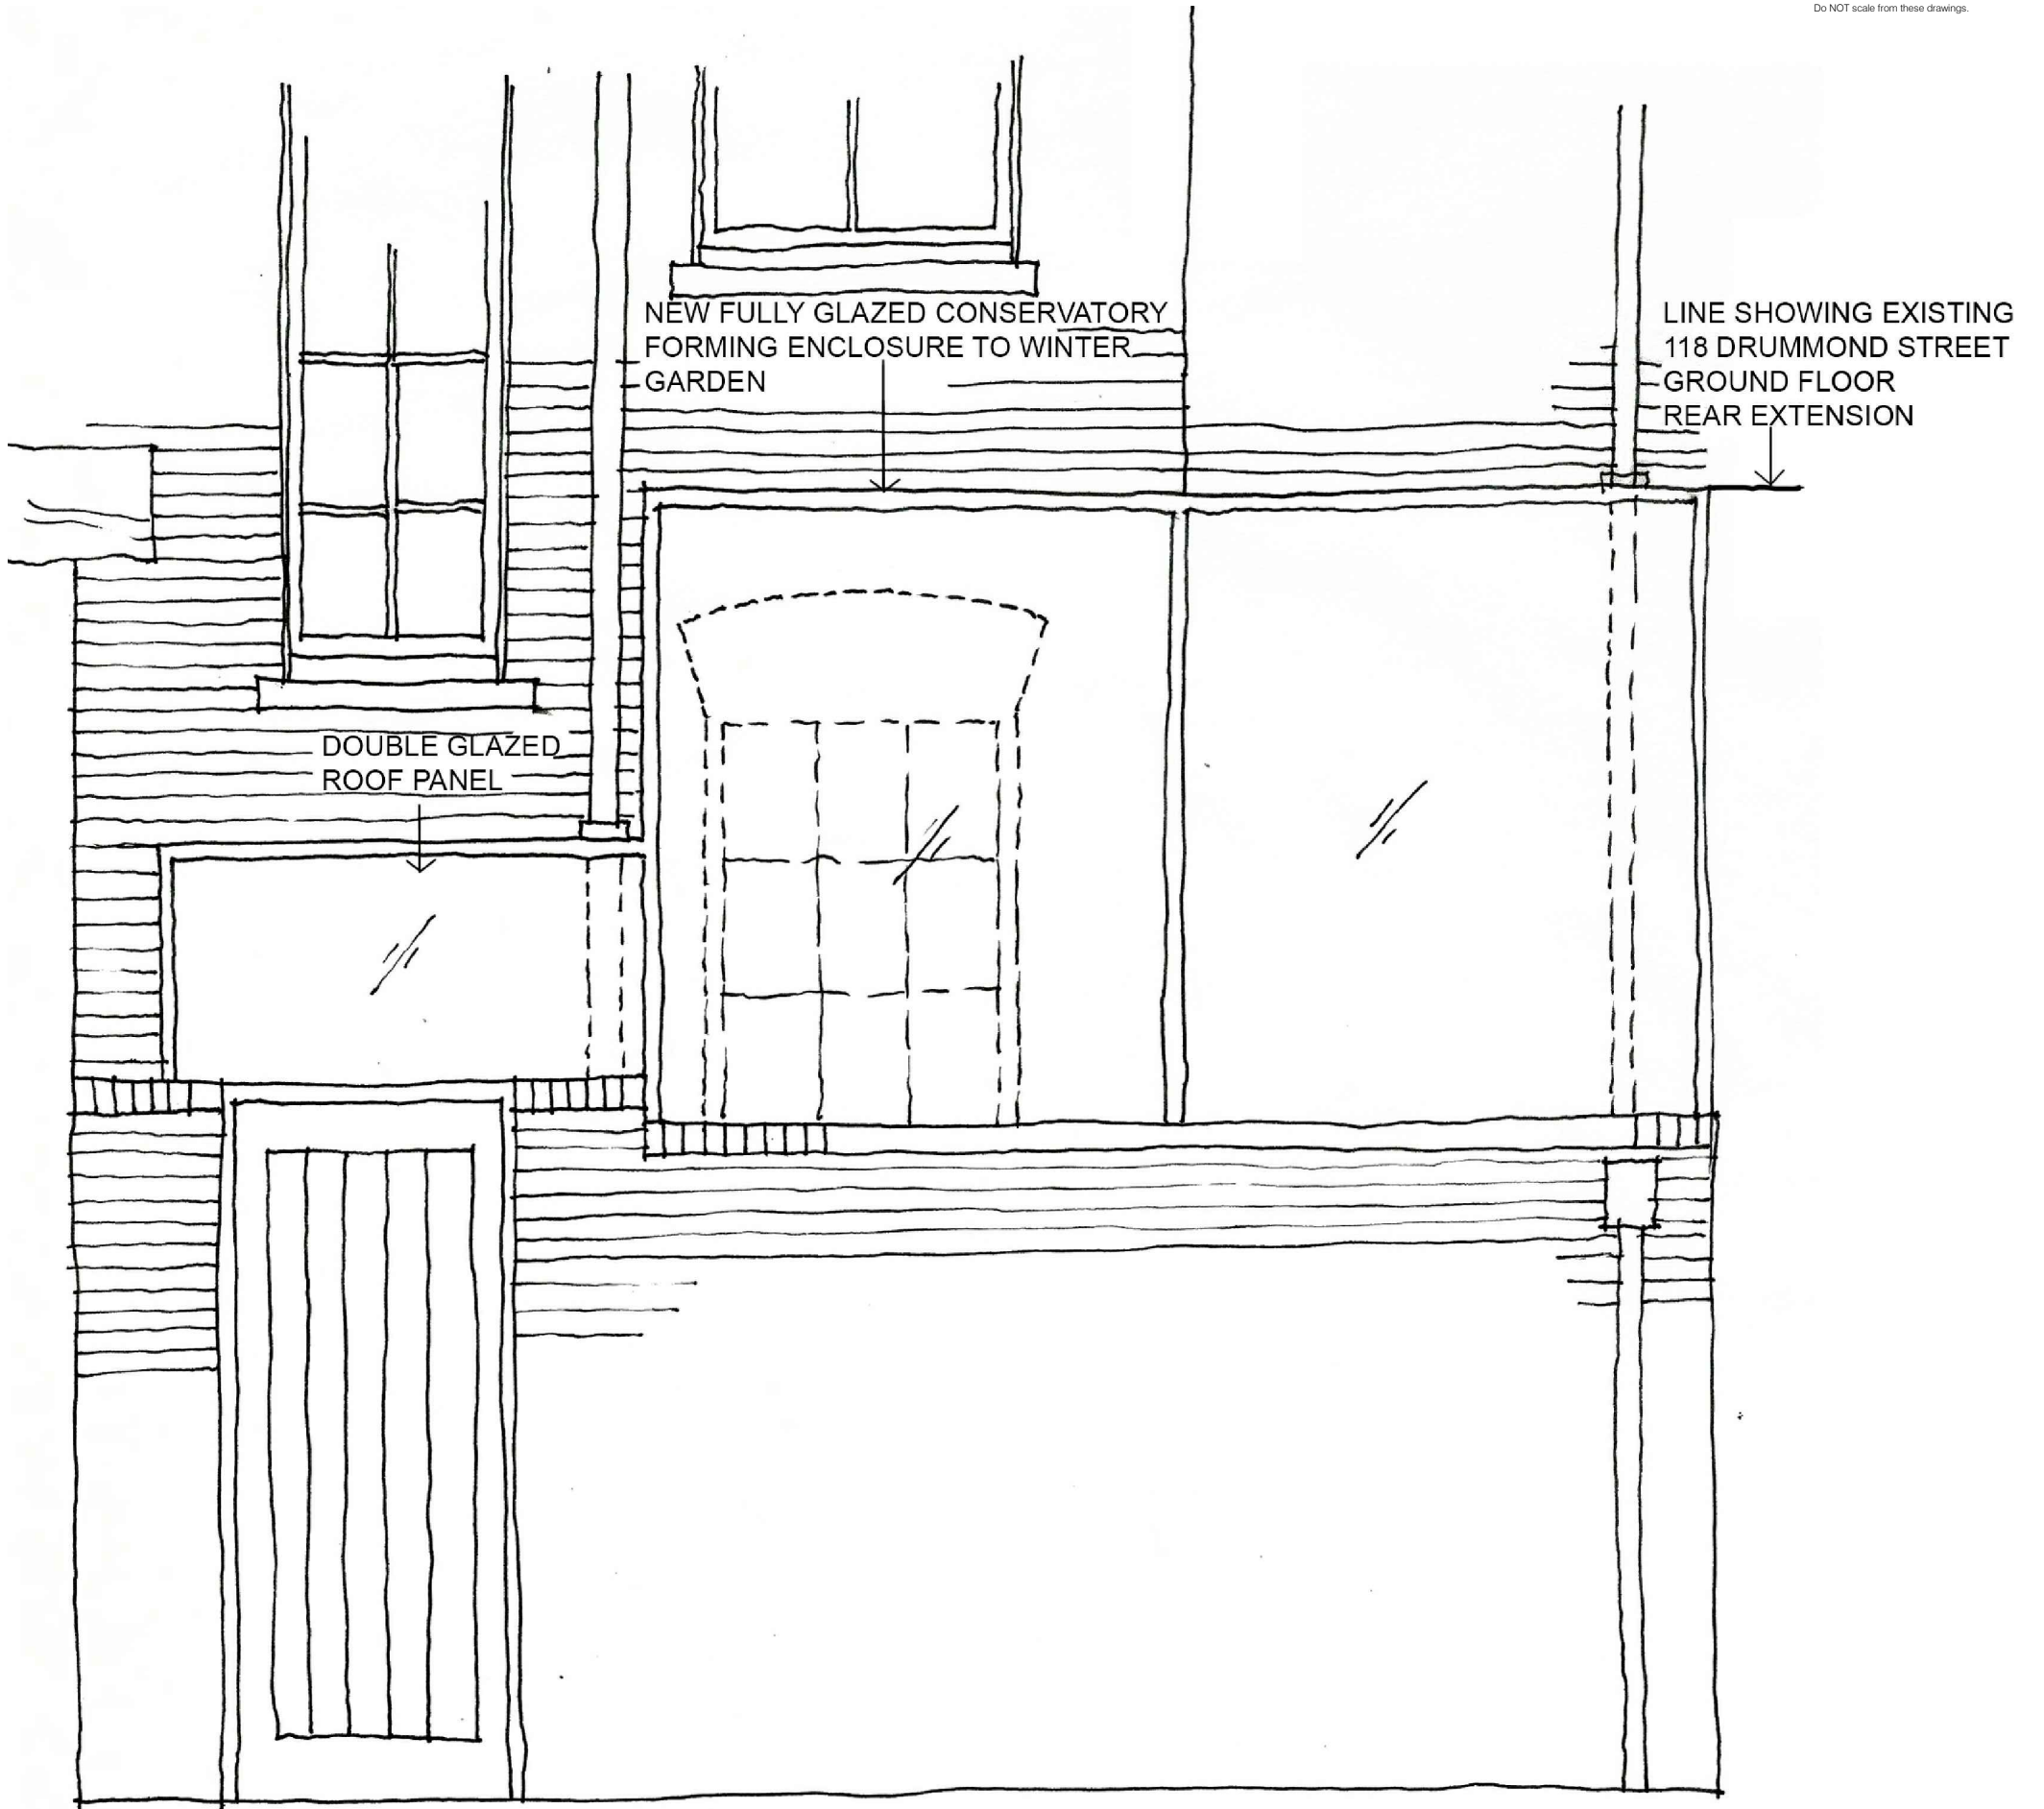 Do NOT scale from these drawings.
NEW FULLY GLAZED CONSERVATORY
FORMING ENCLOSURE TO WINTER
GARDEN
LINE SHOWING EXISTING
118 DRUMMOND STREET
GROUND FLOOR
REAR EXTENSION
DOUBLE GLAZED
ROOF PANEL